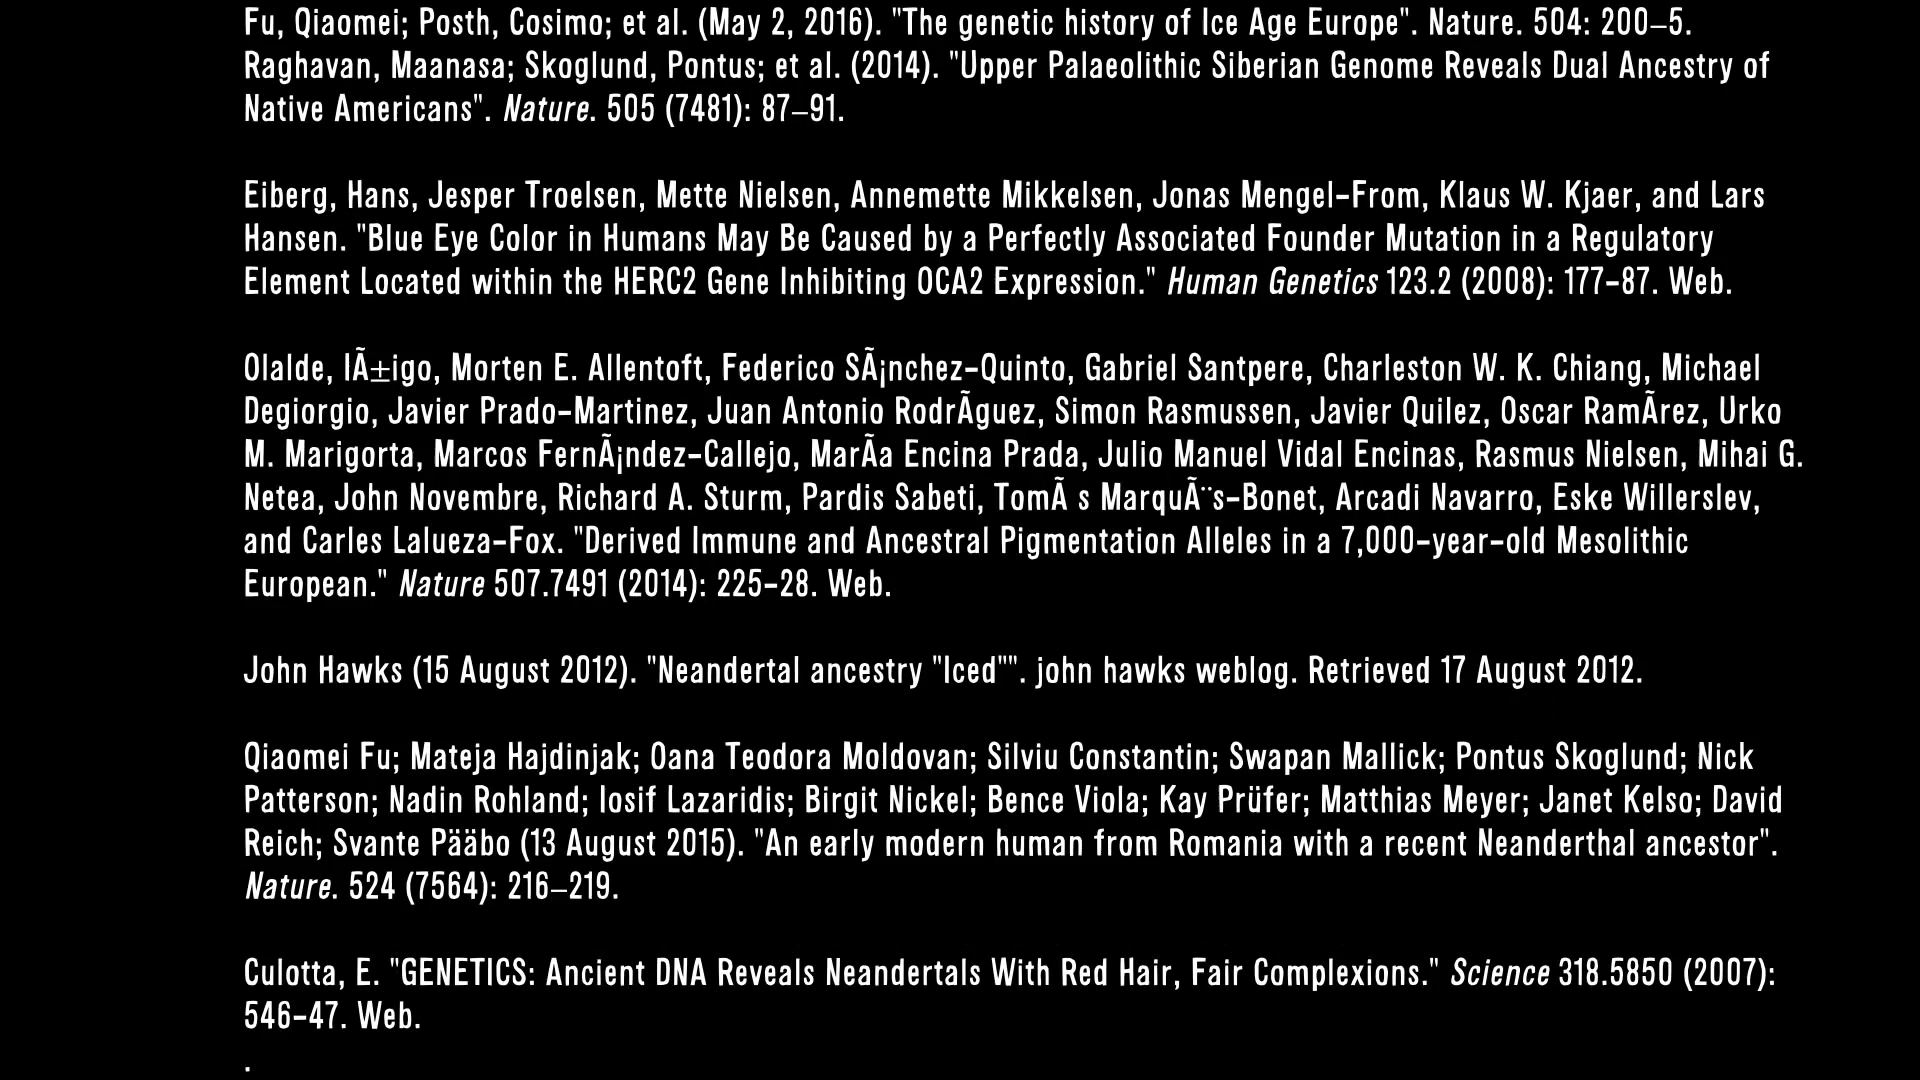 Fu, Qiaomei; Posth, Cosimo; et al. (May 2, 2016). "The genetic history of Ice Age Europe". Nature. 504: 200–5.
Raghavan, Maanasa; Skoglund, Pontus; et al. (2014). "Upper Palaeolithic Siberian Genome Reveals Dual Ancestry of
Native Americans". Nature. 505 (7481): 87–91.
Eiberg, Hans, Jesper Troelsen, Mette Nielsen, Annemette Mikkelsen, Jonas Mengel-From, Klaus W. Kjaer, and Lars
Hansen. "Blue Eye Color in Humans May Be Caused by a Perfectly Associated Founder Mutation in a Regulatory
Element Located within the HERC2 Gene Inhibiting OCA2 Expression." Human Genetics 123.2 (2008): 177-87. Web.
Olalde, IÃ±igo, Morten E. Allentoft, Federico SÃ¡nchez-Quinto, Gabriel Santpere, Charleston W. K. Chiang, Michael
Degiorgio, Javier Prado-Martinez, Juan Antonio RodrÃguez, Simon Rasmussen, Javier Quilez, Oscar RamÃrez, Urko
M. Marigorta, Marcos FernÃ¡ndez-Callejo, MarÃa Encina Prada, Julio Manuel Vidal Encinas, Rasmus Nielsen, Mihai G.
Netea, John Novembre, Richard A. Sturm, Pardis Sabeti, TomÃ s MarquÃ¨s-Bonet, Arcadi Navarro, Eske Willerslev,
and Carles Lalueza-Fox. "Derived Immune and Ancestral Pigmentation Alleles in a 7,000-year-old Mesolithic
European." Nature 507.7491 (2014): 225-28. Web.
John Hawks (15 August 2012). "Neandertal ancestry "Iced"". john hawks weblog. Retrieved 17 August 2012.
Qiaomei Fu; Mateja Hajdinjak; Oana Teodora Moldovan; Silviu Constantin; Swapan Mallick; Pontus Skoglund; Nick
Patterson; Nadin Rohland; Iosif Lazaridis; Birgit Nickel; Bence Viola; Kay Prüfer; Matthias Meyer; Janet Kelso; David
Reich; Svante Pääbo (13 August 2015). "An early modern human from Romania with a recent Neanderthal ancestor".
Nature. 524 (7564): 216–219.
Culotta, E. "GENETICS: Ancient DNA Reveals Neandertals With Red Hair, Fair Complexions." Science 318.5850 (2007):
546-47. Web.
.